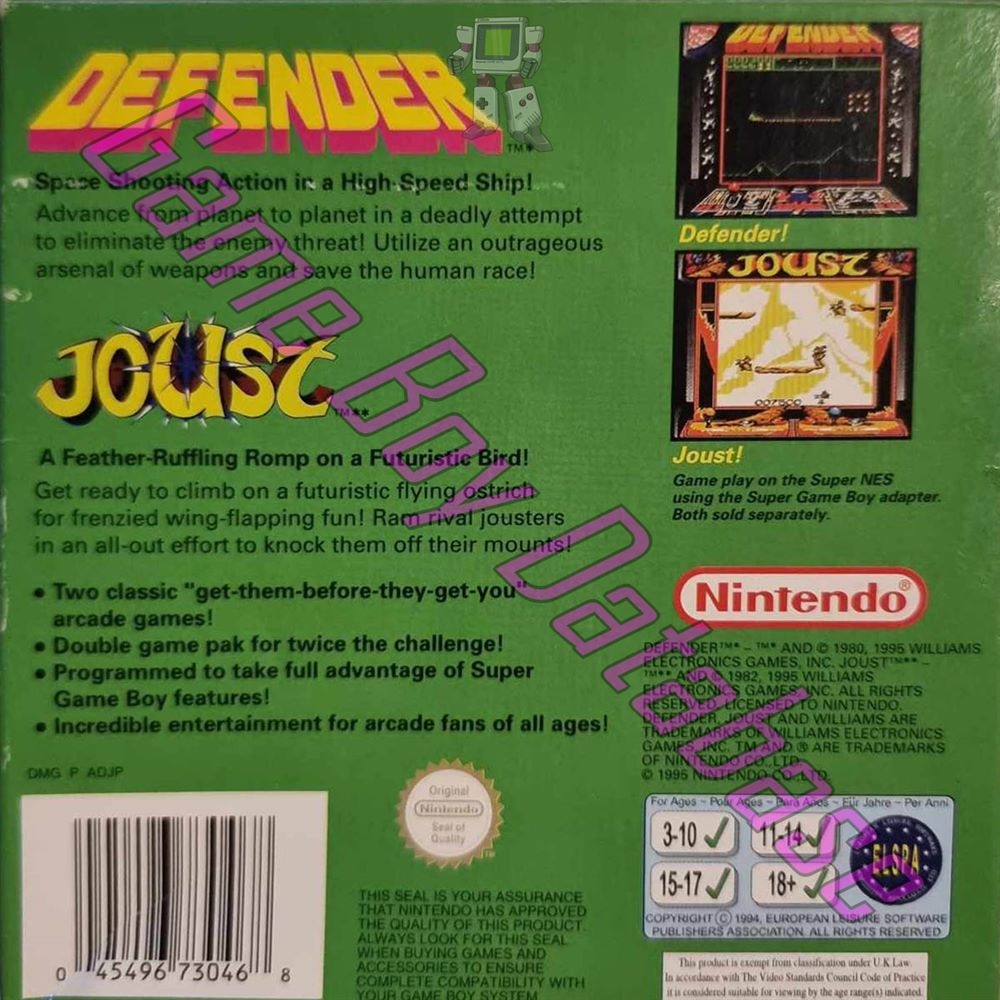 DEFENDER™*
Space Shooting Action in a High-Speed Ship!
Advance from planet to planet in a deadly attempt
to eliminate the enemy threat! Utilize an outrageous
arsenal of weapons and save the human race!
JOUST™**
A Feather-Ruffling Romp on a Futuristic Bird!
Get ready to climb on a futuristic flying ostrich
for frenzied wing-flapping fun! Ram rival jousters
in an all-out effort to knock them off their mounts!
• Two classic "get-them-before-they-get-you"
arcade games!
• Double game pak for twice the challenge!
• Programmed to take full advantage of Super
Game Boy features!
• Incredible entertainment for arcade fans of all ages!
DMG P ADJP
0 45496 73046 8
Original
Nintendo
Seal of
Quality
™
THIS SEAL IS YOUR ASSURANCE
THAT NINTENDO HAS APPROVED
THE QUALITY OF THIS PRODUCT.
ALWAYS LOOK FOR THIS SEAL
WHEN BUYING GAMES AND
ACCESSORIES TO ENSURE
COMPLETE COMPATIBILITY WITH
YOUR GAME BOY SYSTEM
DEFENDER
Defender!
JOUST
007500
Joust!
Game play on the Super NES
using the Super Game Boy adapter.
Both sold separately.
Nintendo®
DEFENDER™* – ™* AND © 1980, 1995 WILLIAMS
ELECTRONICS GAMES, INC. JOUST™** –
™** AND © 1982, 1995 WILLIAMS
ELECTRONICS GAMES, INC. ALL RIGHTS
RESERVED. LICENSED TO NINTENDO.
DEFENDER, JOUST AND WILLIAMS ARE
TRADEMARKS OF WILLIAMS ELECTRONICS
GAMES, INC. TM AND ® ARE TRADEMARKS
OF NINTENDO CO., LTD.
© 1995 NINTENDO CO., LTD.
For Ages ~ Pour Ages ~ Para Años ~ Für Jahre ~ Per Anni
3-10 11-14
15-17 18+
ELSPA
COPYRIGHT © 1994, EUROPEAN LEISURE SOFTWARE
PUBLISHERS ASSOCIATION. ALL RIGHTS RESERVED
This product is exempt from classification under U.K Law.
In accordance with The Video Standards Council Code of Practice
it is considered suitable for viewing by the age range(s) indicated.
Game Boy Database